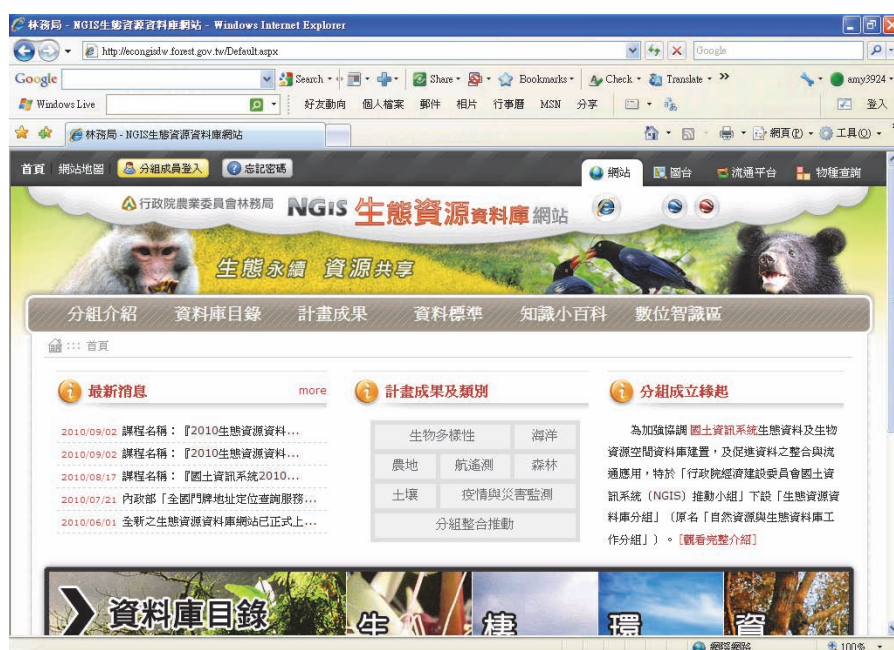 林務局 - NGIS生態資源資料庫網站 - Windows Internet Explorer
http://econgisdw.forest.gov.tw/Default.aspx
Google
Google
Search
Share
Bookmarks
Check
Translate
amy3924
Windows Live
好友動向 個人檔案 郵件 相片 行事曆 MSN 分享
登入
林務局 - NGIS生態資源資料庫網站
網頁(P)
工具(O)
首頁 網站地圖 分組成員登入 忘記密碼
網站 圖台 流通平台 物種查詢
行政院農業委員會林務局 NGIS 生態資源資料庫網站
生態永續 資源共享
分組介紹 資料庫目錄 計畫成果 資料標準 知識小百科 數位智識區
::: 首頁
最新消息 more
2010/09/02 課程名稱：『2010生態資源資料...
2010/09/02 課程名稱：『2010生態資源資料...
2010/08/17 課程名稱：『國土資訊系統2010...
2010/07/21 內政部「全國門牌地址定位查詢服務...
2010/06/01 全新之生態資源資料庫網站已正式上...
計畫成果及類別
生物多樣性 海洋
農地 航遙測 森林
土壤 疫情與災害監測
分組整合推動
分組成立緣起
為加強協調國土資訊系統生態資料及生物
資源空間資料庫建置，及促進資料之整合與流
通應用，特於「行政院經濟建設委員會國土資
訊系統（NGIS）推動小組」下設「生態資源資
料庫分組」（原名「自然資源與生態資料庫工
作分組」）。[觀看完整介紹]
資料庫目錄 生 棲 環 資
網際網路
100%